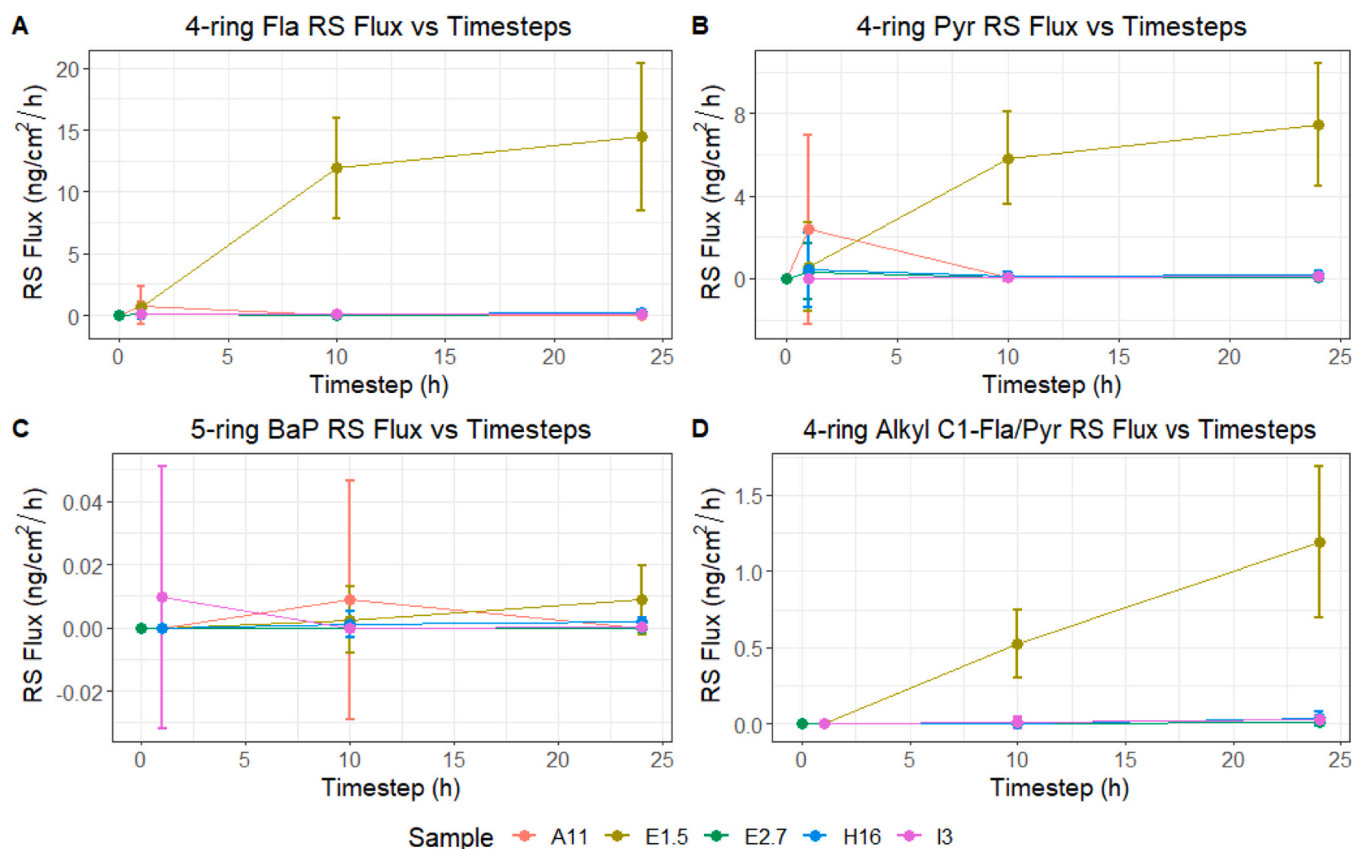 A
4-ring Fla RS Flux vs Timesteps
RS Flux (ng/cm²/h)
20
15
10
5
0
0 5 10 15 20 25
Timestep (h)
B
4-ring Pyr RS Flux vs Timesteps
RS Flux (ng/cm²/h)
8
4
0
0 5 10 15 20 25
Timestep (h)
C
5-ring BaP RS Flux vs Timesteps
RS Flux (ng/cm²/h)
0.04
0.02
0.00
-0.02
0 5 10 15 20 25
Timestep (h)
D
4-ring Alkyl C1-Fla/Pyr RS Flux vs Timesteps
RS Flux (ng/cm²/h)
1.5
1.0
0.5
0.0
0 5 10 15 20 25
Timestep (h)
Sample A11 E1.5 E2.7 H16 I3